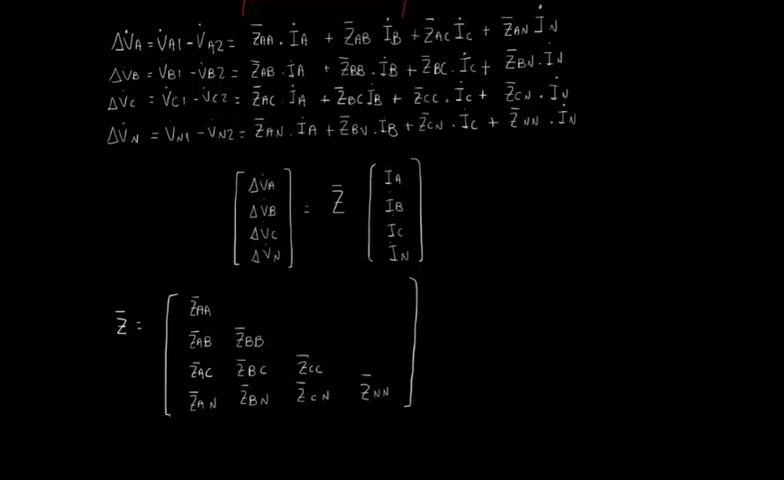 ΔV̇A = V̇A1 - V̇A2 = Z̄AA . İA + Z̄AB İB + Z̄AC İC + Z̄AN İN
ΔV̇B = V̇B1 - V̇B2 = Z̄AB . İA + Z̄BB . İB + Z̄BC . İC + Z̄BN . İN
ΔV̇C = V̇C1 - V̇C2 = Z̄AC . İA + Z̄BC İB + Z̄CC . İC + Z̄CN . İN
ΔV̇N = V̇N1 - V̇N2 = Z̄AN . İA + Z̄BN . İB + Z̄CN . İC + Z̄NN . İN
ΔV̇A İA
ΔV̇B = Z̄ İB
ΔV̇C İC
ΔV̇N İN
Z̄AA
Z̄ = Z̄AB Z̄BB
Z̄AC Z̄BC Z̄CC
Z̄AN Z̄BN Z̄CN Z̄NN